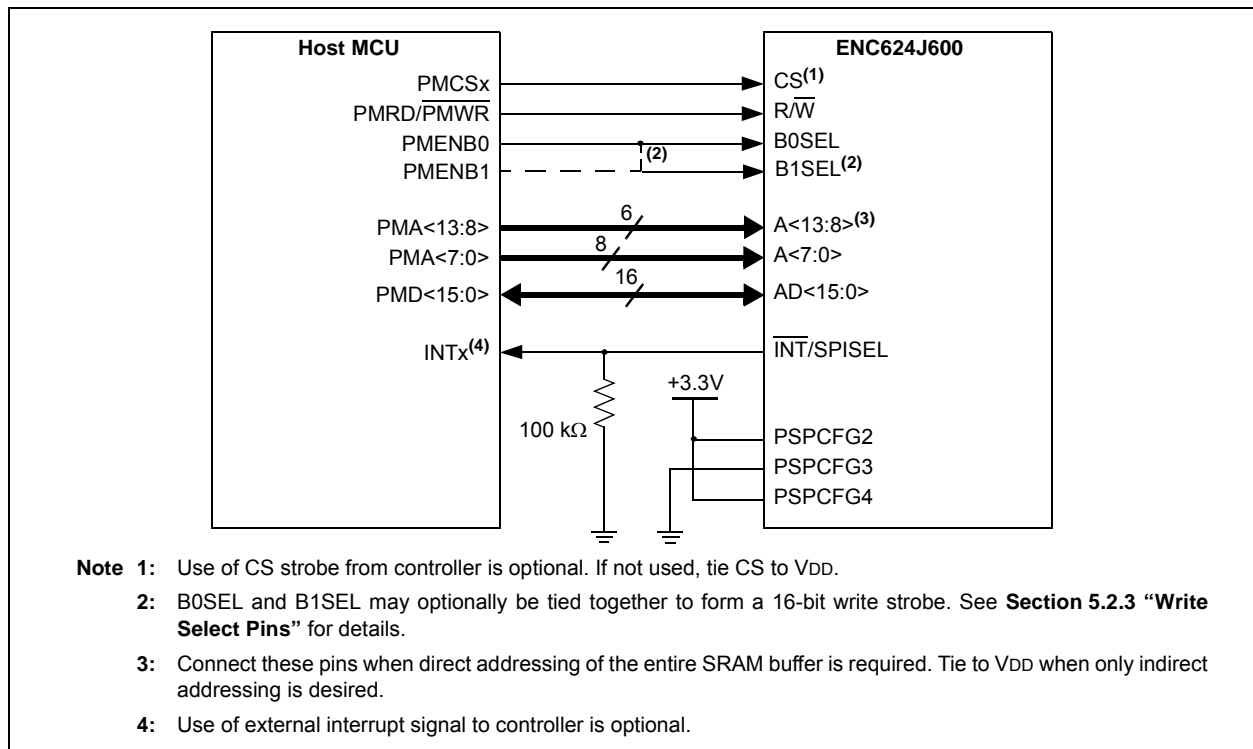 Host MCU
ENC624J600
PMCSx
CS(1)
PMRD/PMWR
R/W
PMENB0
B0SEL
(2)
PMENB1
B1SEL(2)
6
PMA<13:8>
A<13:8>(3)
8
PMA<7:0>
A<7:0>
16
PMD<15:0>
AD<15:0>
INTx(4)
INT/SPISEL
+3.3V
100 kΩ
PSPCFG2
PSPCFG3
PSPCFG4
Note 1: Use of CS strobe from controller is optional. If not used, tie CS to VDD.
2: B0SEL and B1SEL may optionally be tied together to form a 16-bit write strobe. See Section 5.2.3 “Write
Select Pins” for details.
3: Connect these pins when direct addressing of the entire SRAM buffer is required. Tie to VDD when only indirect
addressing is desired.
4: Use of external interrupt signal to controller is optional.